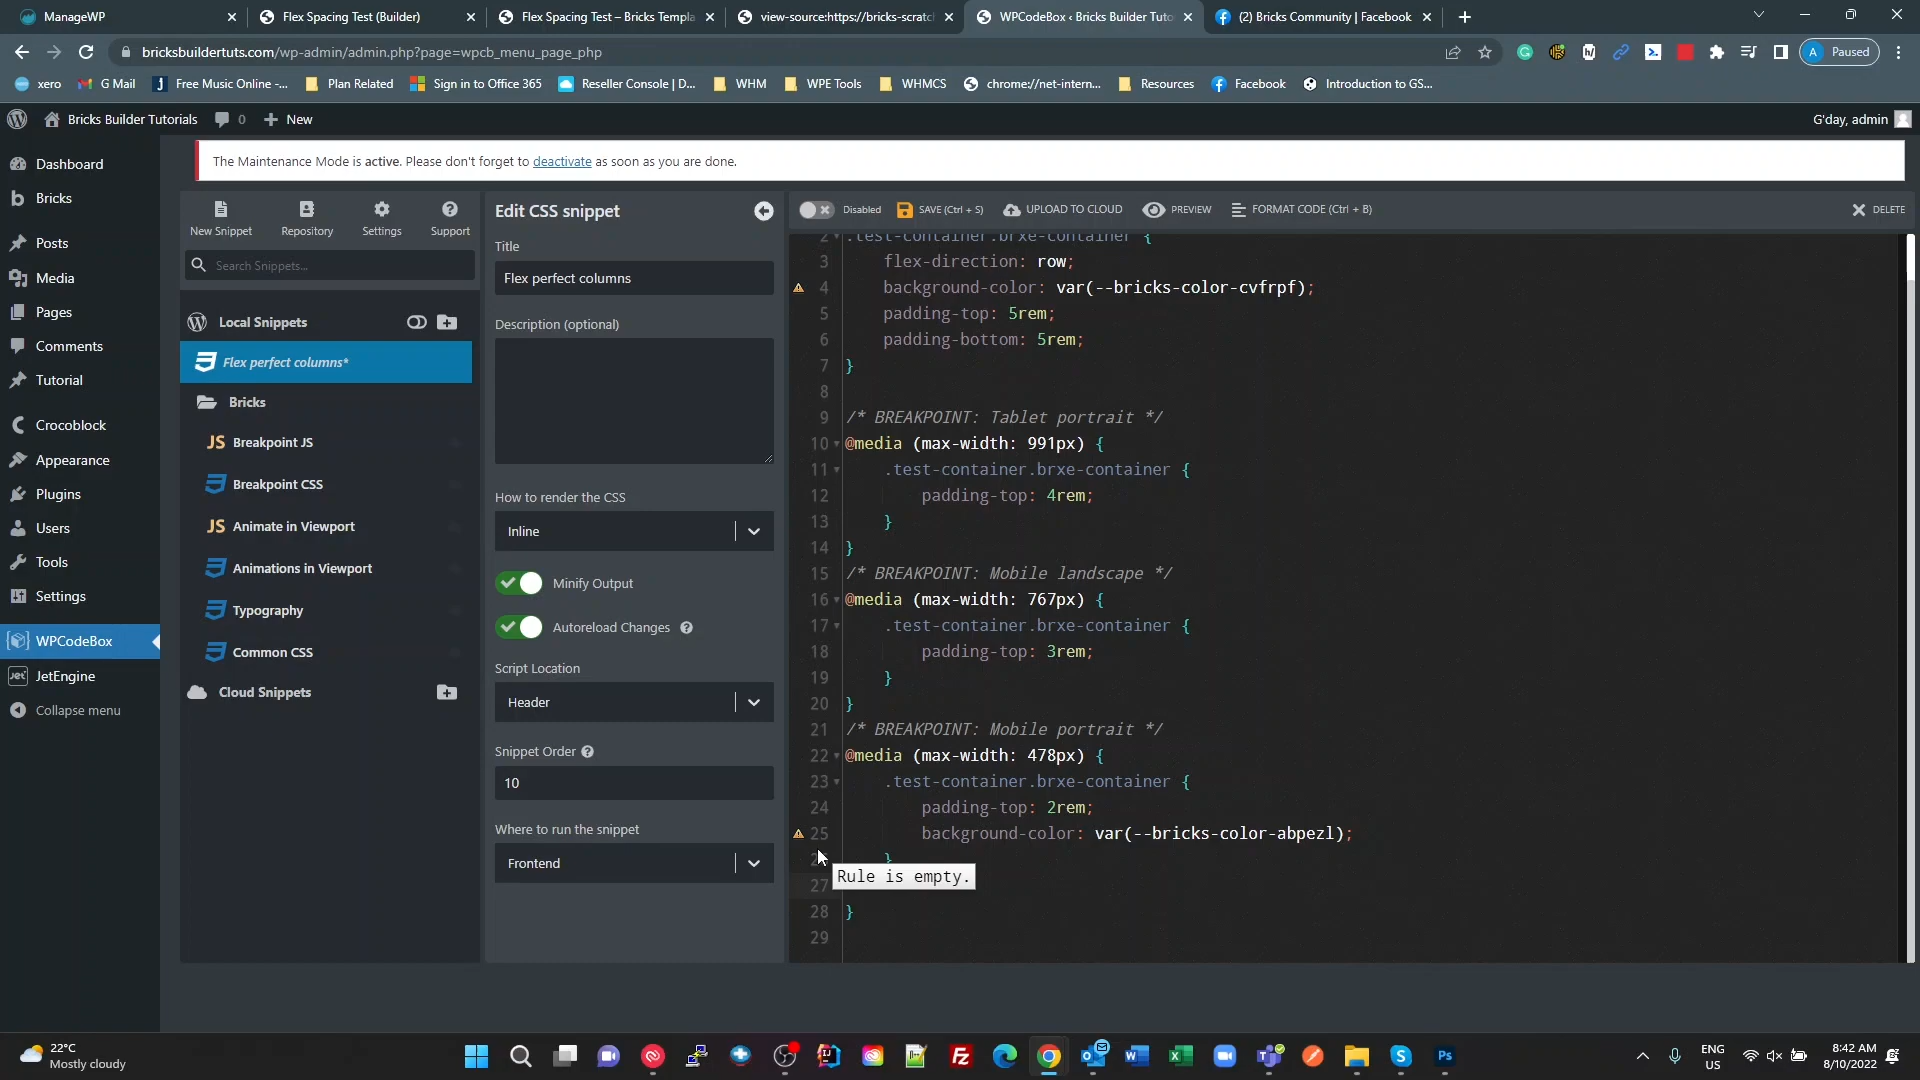 ManageWP
Flex Spacing Test (Builder)
Flex Spacing Test – Bricks Templa
view-source:https://bricks-scratc
WPCodeBox ‹ Bricks Builder Tuto
(2) Bricks Community | Facebook
bricksbuildertuts.com/wp-admin/admin.php?page=wpcb_menu_page_php
A Paused
xero
G Mail
Free Music Online -...
Plan Related
Sign in to Office 365
Reseller Console | D...
WHM
WPE Tools
WHMCS
chrome://net-intern...
Resources
Facebook
Introduction to GS...
Bricks Builder Tutorials
0
New
G'day, admin
The Maintenance Mode is active. Please don't forget to deactivate as soon as you are done.
Dashboard
Bricks
Posts
Media
Pages
Comments
Tutorial
Crocoblock
Appearance
Plugins
Users
Tools
Settings
WPCodeBox
JetEngine
Collapse menu
New Snippet
Repository
Settings
Support
Search Snippets...
Local Snippets
Flex perfect columns*
Bricks
JS Breakpoint JS
Breakpoint CSS
JS Animate in Viewport
Animations in Viewport
Typography
Common CSS
Cloud Snippets
Edit CSS snippet
Title
Flex perfect columns
Description (optional)
How to render the CSS
Inline
Minify Output
Autoreload Changes
Script Location
Header
Snippet Order
10
Where to run the snippet
Frontend
Disabled
SAVE (Ctrl + S)
UPLOAD TO CLOUD
PREVIEW
FORMAT CODE (Ctrl + B)
DELETE
2 .test-container.brxe-container {
3 flex-direction: row;
4 background-color: var(--bricks-color-cvfrpf);
5 padding-top: 5rem;
6 padding-bottom: 5rem;
7 }
8
9 /* BREAKPOINT: Tablet portrait */
10 @media (max-width: 991px) {
11 .test-container.brxe-container {
12 padding-top: 4rem;
13 }
14 }
15 /* BREAKPOINT: Mobile landscape */
16 @media (max-width: 767px) {
17 .test-container.brxe-container {
18 padding-top: 3rem;
19 }
20 }
21 /* BREAKPOINT: Mobile portrait */
22 @media (max-width: 478px) {
23 .test-container.brxe-container {
24 padding-top: 2rem;
25 background-color: var(--bricks-color-abpezl);
26 }
Rule is empty.
27
28 }
29
22°C
Mostly cloudy
ENG
US
8:42 AM
8/10/2022